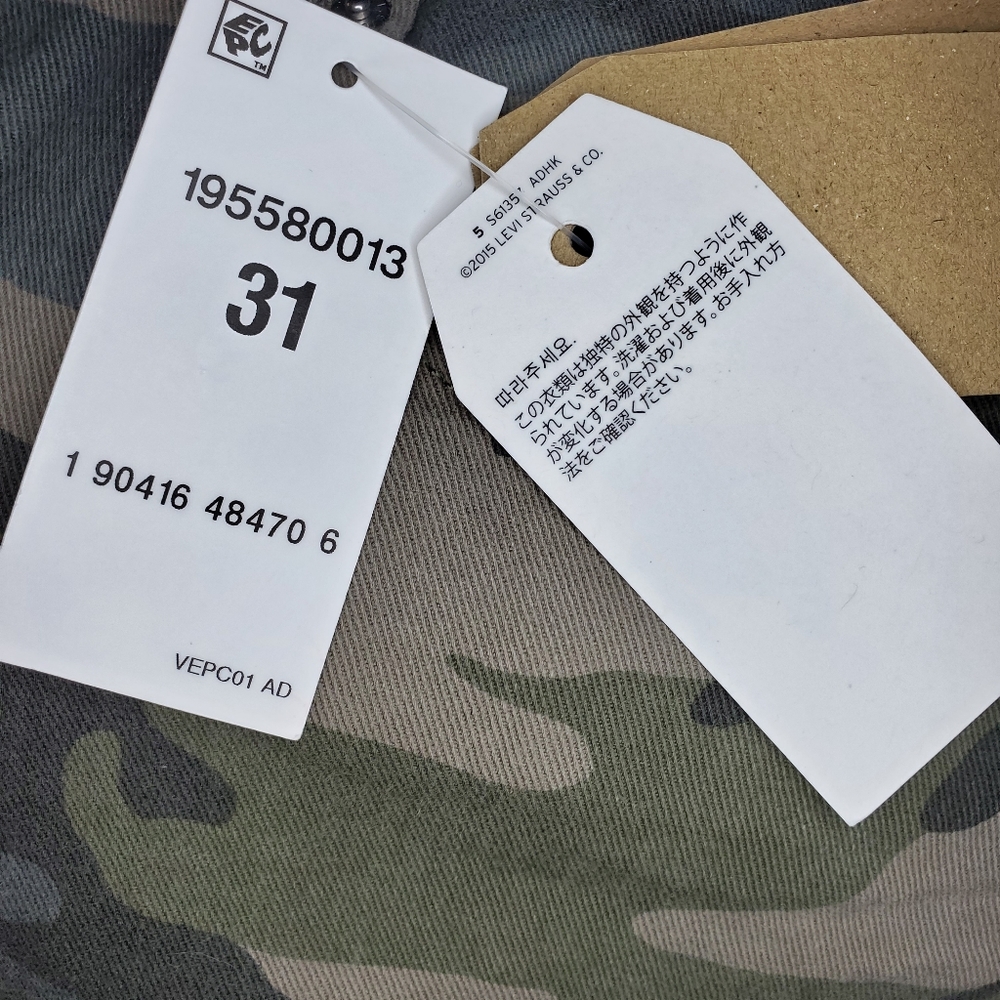 EPC
TM
195580013
31
1 90416 48470 6
VEPC01 AD
5 ADHK
©2015 LEVI STRAUSS & CO.
따라주세요.
この衣類は独特の外観を持つように作
られています。洗濯および着用後に外観
が変化する場合があります。お手入れ方
法をご確認ください。